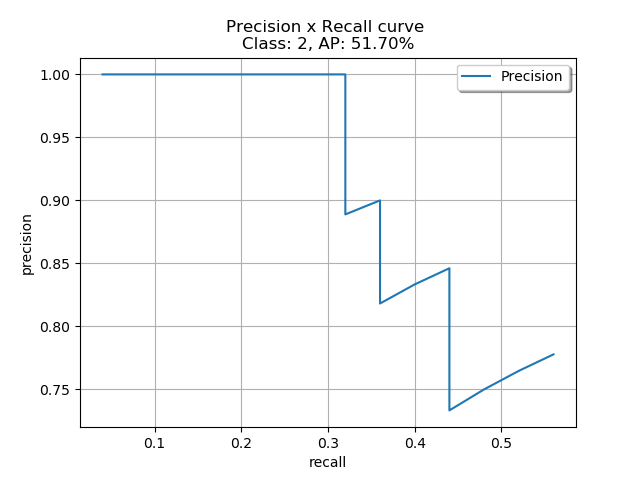 Precision x Recall curve
Class: 2, AP: 51.70%
Precision
1.00
0.95
0.90
0.85
0.80
0.75
precision
0.1 0.2 0.3 0.4 0.5
recall